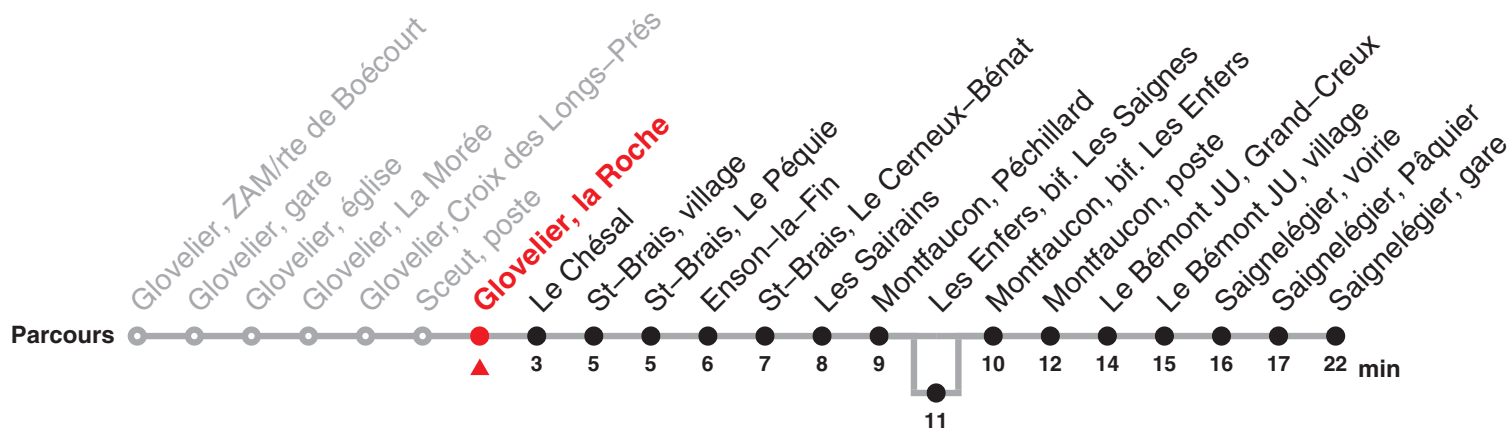 Glovelier, ZAM/rte de Boécourt
Glovelier, gare
Glovelier, église
Glovelier, La Morée
Glovelier, Croix des Longs–Prés
Sceut, poste
Glovelier, la Roche
Le Chésal
St–Brais, village
St–Brais, Le Péquie
Enson–la–Fin
St–Brais, Le Cerneux–Bénat
Les Sairains
Montfaucon, Péchillard
Les Enfers, bif. Les Saignes
Montfaucon, bif. Les Enfers
Montfaucon, poste
Le Bémont JU, Grand–Creux
Le Bémont JU, village
Saignelégier, voirie
Saignelégier, Pâquier
Saignelégier, gare
Parcours
3 5 5 6 7 8 9 10 12 14 15 16 17 22 min
11